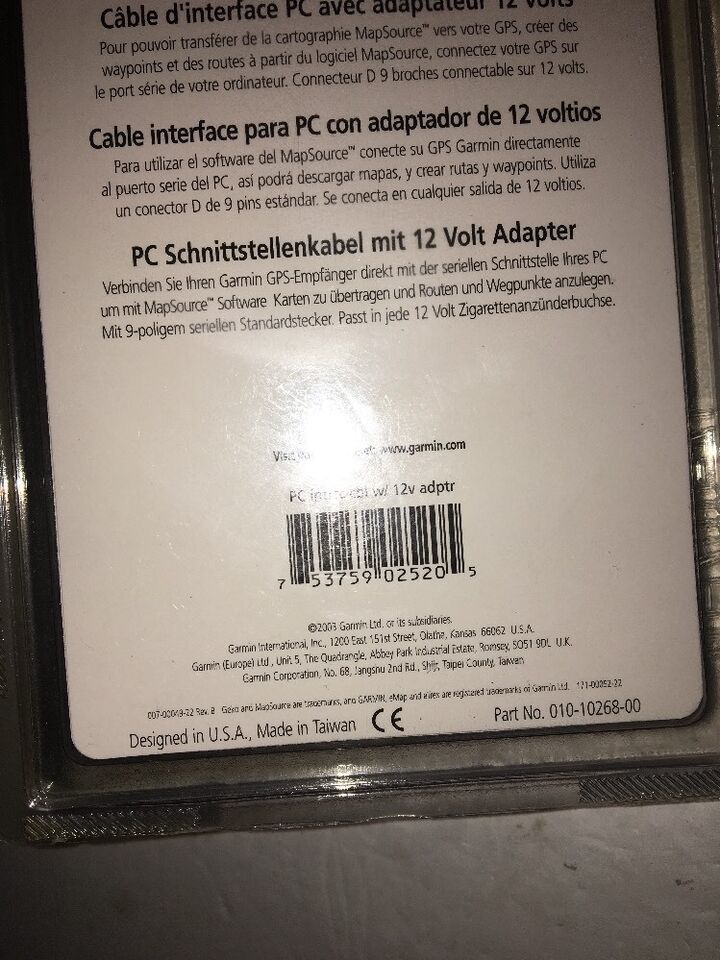 Câble d'interface PC avec adaptateur 12 volts
Pour pouvoir transférer de la cartographie MapSource™ vers votre GPS, créer des
waypoints et des routes à partir du logiciel MapSource, connectez votre GPS sur
le port série de votre ordinateur. Connecteur D 9 broches connectable sur 12 volts.
Cable interface para PC con adaptador de 12 voltios
Para utilizar el software del MapSource™ conecte su GPS Garmin directamente
al puerto serie del PC, así podrá descargar mapas, y crear rutas y waypoints. Utiliza
un conector D de 9 pins estándar. Se conecta en cualquier salida de 12 voltios.
PC Schnittstellenkabel mit 12 Volt Adapter
Verbinden Sie Ihren Garmin GPS-Empfänger direkt mit der seriellen Schnittstelle Ihres PC
um mit MapSource™ Software Karten zu übertragen und Routen und Wegpunkte anzulegen.
Mit 9-poligem seriellen Standardstecker. Passt in jede 12 Volt Zigarettenanzünderbuchse.
www.garmin.com
PC w/ 12v adptr
7 53759 02520 5
©2003 Garmin Ltd. or its subsidiaries.
Garmin International, Inc., 1200 East 151st Street, Olathe, Kansas 66062 U.S.A.
Garmin (Europe) Ltd., Unit 5, The Quadrangle, Abbey Park Industrial Estate, Romsey, SO51 9DL U.K.
Garmin Corporation, No. 68, Jangshu 2nd Rd., Shijr, Taipei County, Taiwan
Rev. B Geko and MapSource are trademarks, and GARMIN, eMap and eTrex are registered trademarks of Garmin Ltd.
Designed in U.S.A., Made in Taiwan CE Part No. 010-10268-00